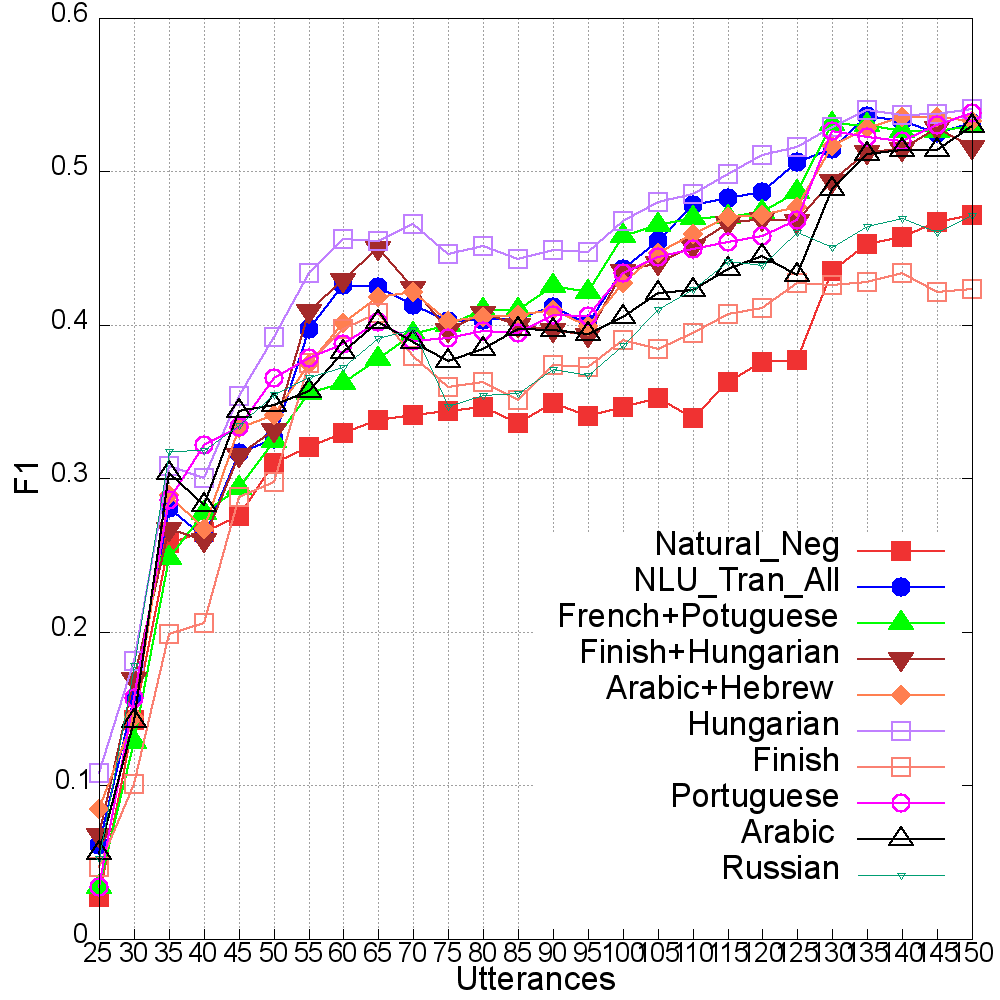 0.6
0.5
0.4
0.3
0.2
0.1
0
F1
Natural_Neg
NLU_Tran_All
French+Potuguese
Finish+Hungarian
Arabic+Hebrew
Hungarian
Finish
Portuguese
Arabic
Russian
25 30 35 40 45 50 55 60 65 70 75 80 85 90 95 100 105 110 115 120 125 130 135 140 145 150
Utterances